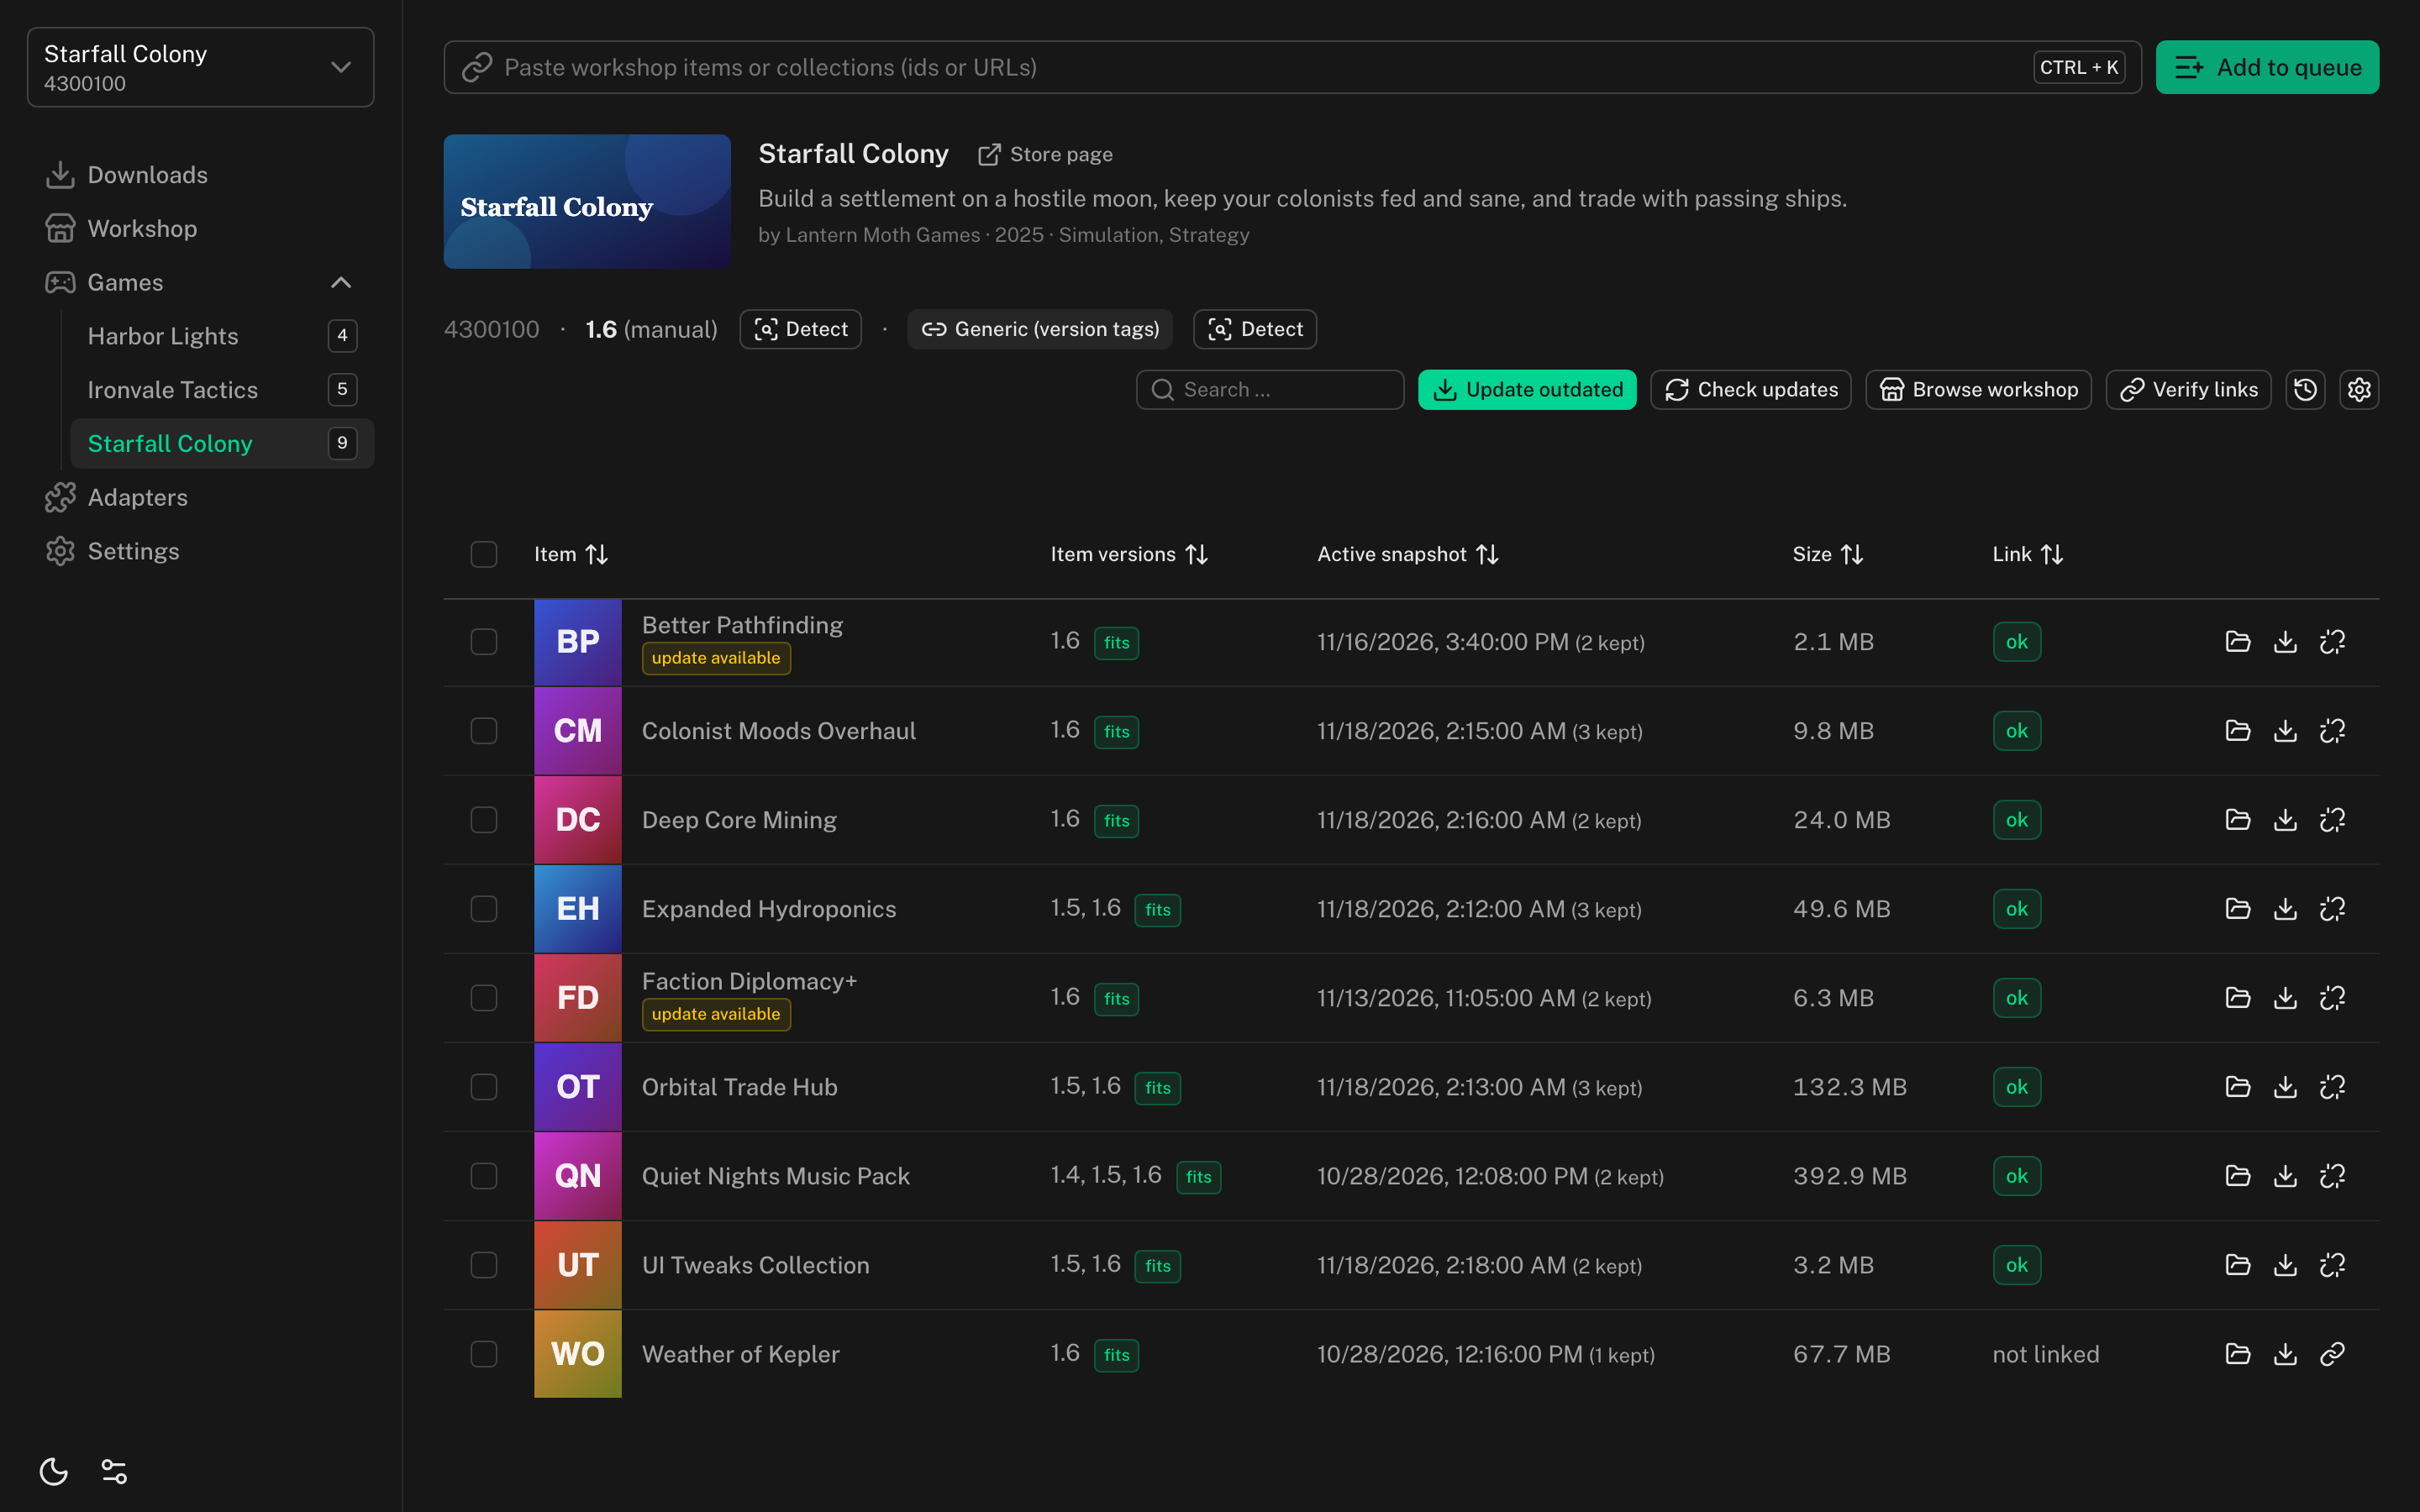 Starfall Colony
4300100
Downloads
Workshop
Games
Harbor Lights 4
Ironvale Tactics 5
Starfall Colony 9
Adapters
Settings
Paste workshop items or collections (ids or URLs) CTRL + K Add to queue
Starfall Colony
Starfall Colony Store page
Build a settlement on a hostile moon, keep your colonists fed and sane, and trade with passing ships.
by Lantern Moth Games · 2025 · Simulation, Strategy
4300100 · 1.6 (manual) Detect · Generic (version tags) Detect
Search ... Update outdated Check updates Browse workshop Verify links
Item Item versions Active snapshot Size Link
BP Better Pathfinding 1.6 fits 11/16/2026, 3:40:00 PM (2 kept) 2.1 MB ok
update available
CM Colonist Moods Overhaul 1.6 fits 11/18/2026, 2:15:00 AM (3 kept) 9.8 MB ok
DC Deep Core Mining 1.6 fits 11/18/2026, 2:16:00 AM (2 kept) 24.0 MB ok
EH Expanded Hydroponics 1.5, 1.6 fits 11/18/2026, 2:12:00 AM (3 kept) 49.6 MB ok
FD Faction Diplomacy+ 1.6 fits 11/13/2026, 11:05:00 AM (2 kept) 6.3 MB ok
update available
OT Orbital Trade Hub 1.5, 1.6 fits 11/18/2026, 2:13:00 AM (3 kept) 132.3 MB ok
QN Quiet Nights Music Pack 1.4, 1.5, 1.6 fits 10/28/2026, 12:08:00 PM (2 kept) 392.9 MB ok
UT UI Tweaks Collection 1.5, 1.6 fits 11/18/2026, 2:18:00 AM (2 kept) 3.2 MB ok
WO Weather of Kepler 1.6 fits 10/28/2026, 12:16:00 PM (1 kept) 67.7 MB not linked